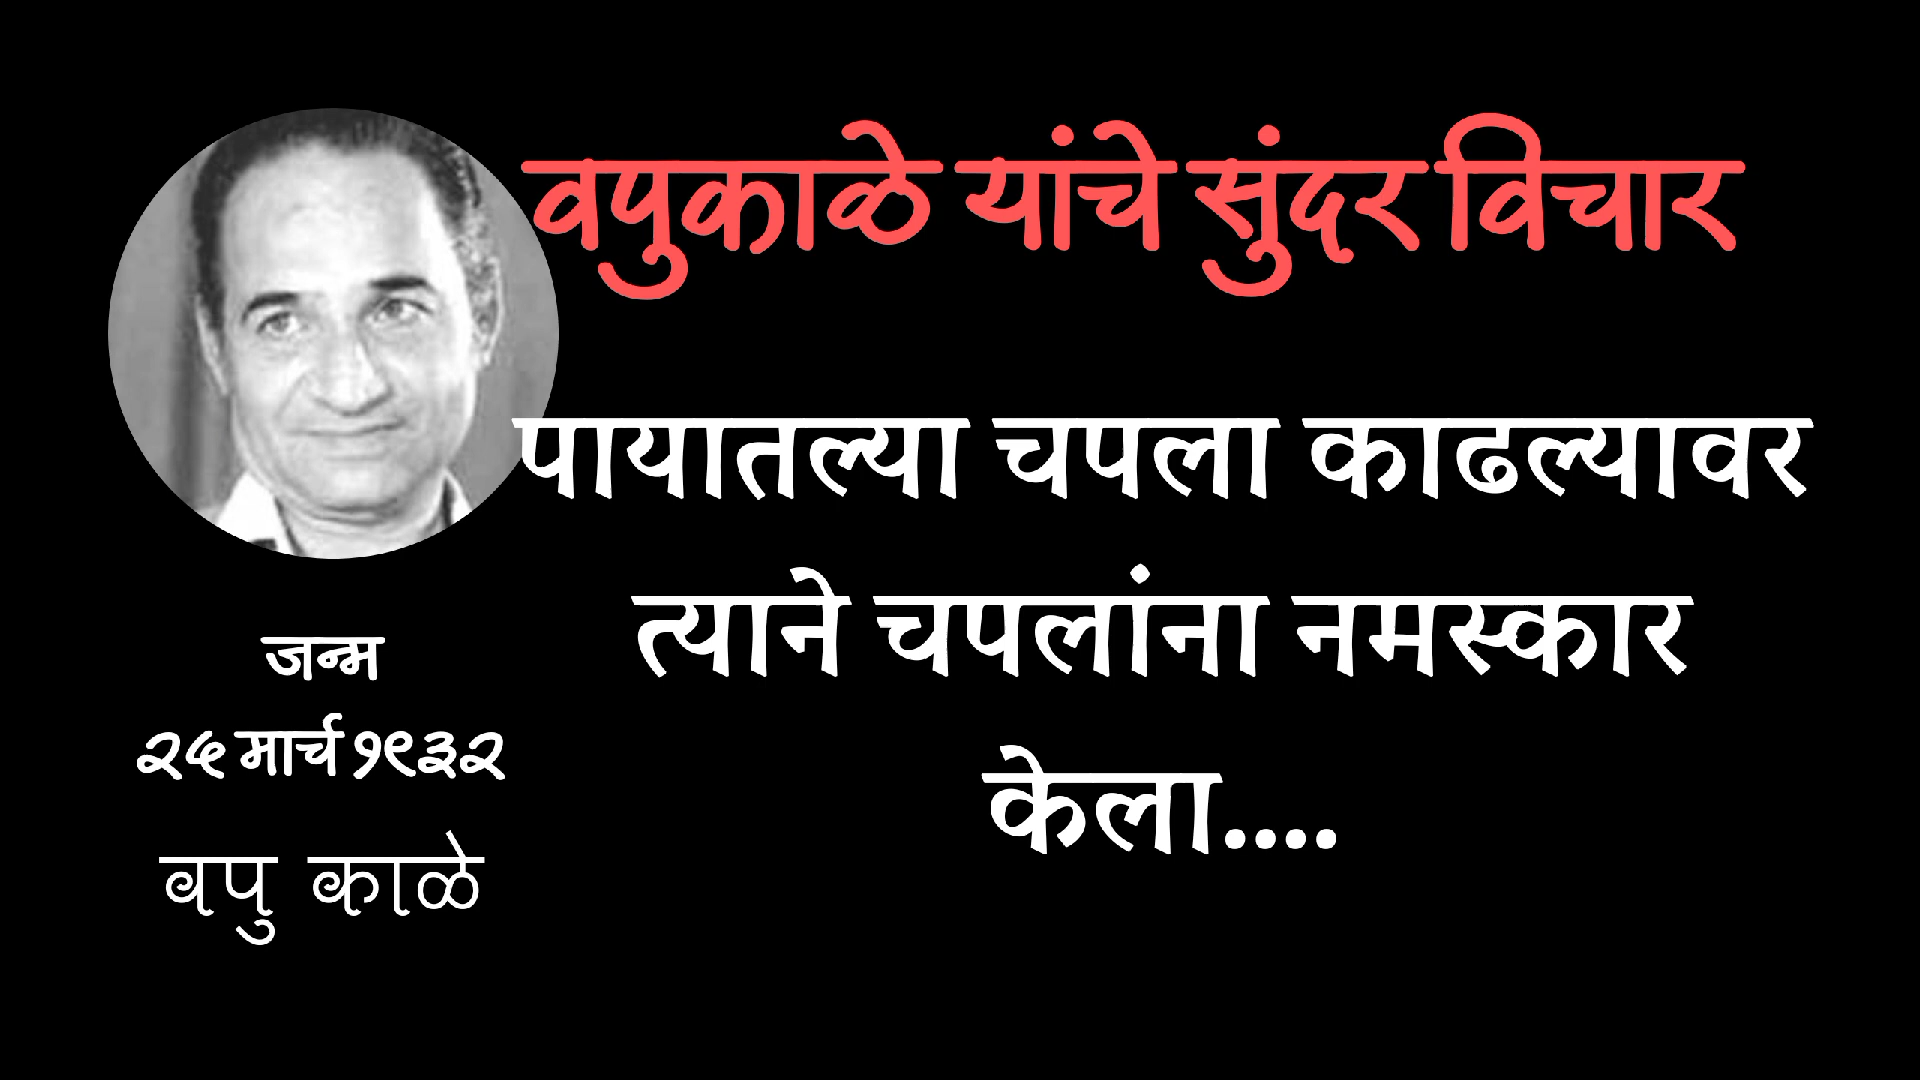 वपुकाळे यांचे सुंदर विचार
पायातल्या चपला काढल्यावर
त्याने चपलांना नमस्कार
केला....
जन्म
२५ मार्च १९३२
वपु काळे